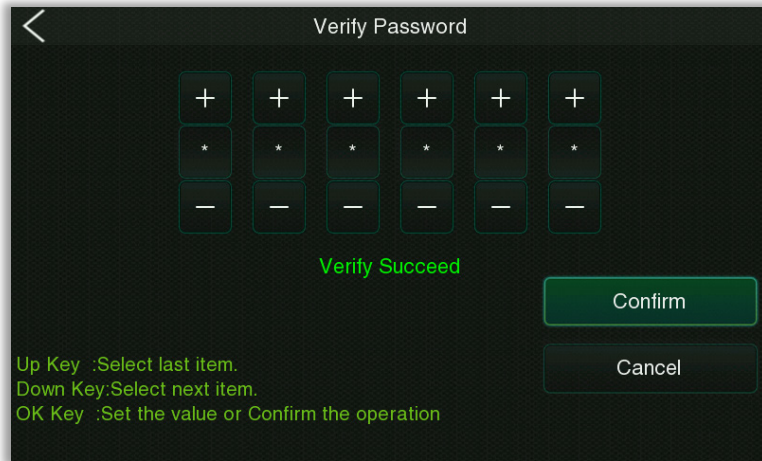 Verify Password
+ + + + + +
* * * * * *
− − − − − −
Verify Succeed
Confirm
Up Key :Select last item.
Cancel
Down Key:Select next item.
OK Key :Set the value or Confirm the operation